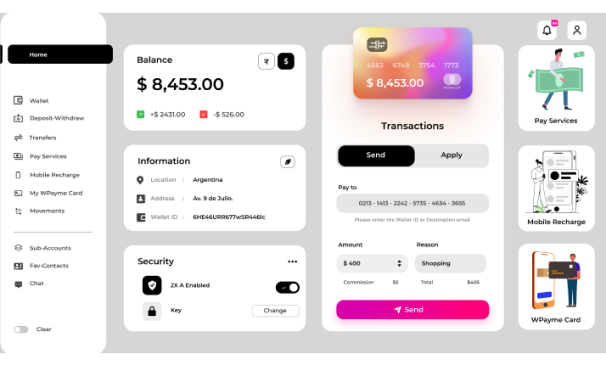 Home
Wallet
Deposit-Withdraw
Transfers
Pay Services
Mobile Recharge
My WPayme Card
Movements
Sub-Accounts
Fav-Contacts
Chat
Clear
Balance
₹ $
$ 8,453.00
+$ 2431.00 -$ 526.00
Information
Location : Argentina
Address : Av. 9 de Julio.
Wallet ID : 6HE46URR677wSR446lc
Security
2X A Enabled
Key Change
4563 6748 3754 7773
$ 8,453.00
Transactions
Send Apply
Pay to
0213 - 1413 - 2242 - 5735 - 4634 - 3655
Please enter the Wallet ID or Destination email
Amount Reason
$ 400 Shopping
Commission $5 Total $405
Send
Pay Services
Mobile Recharge
WPayme Card